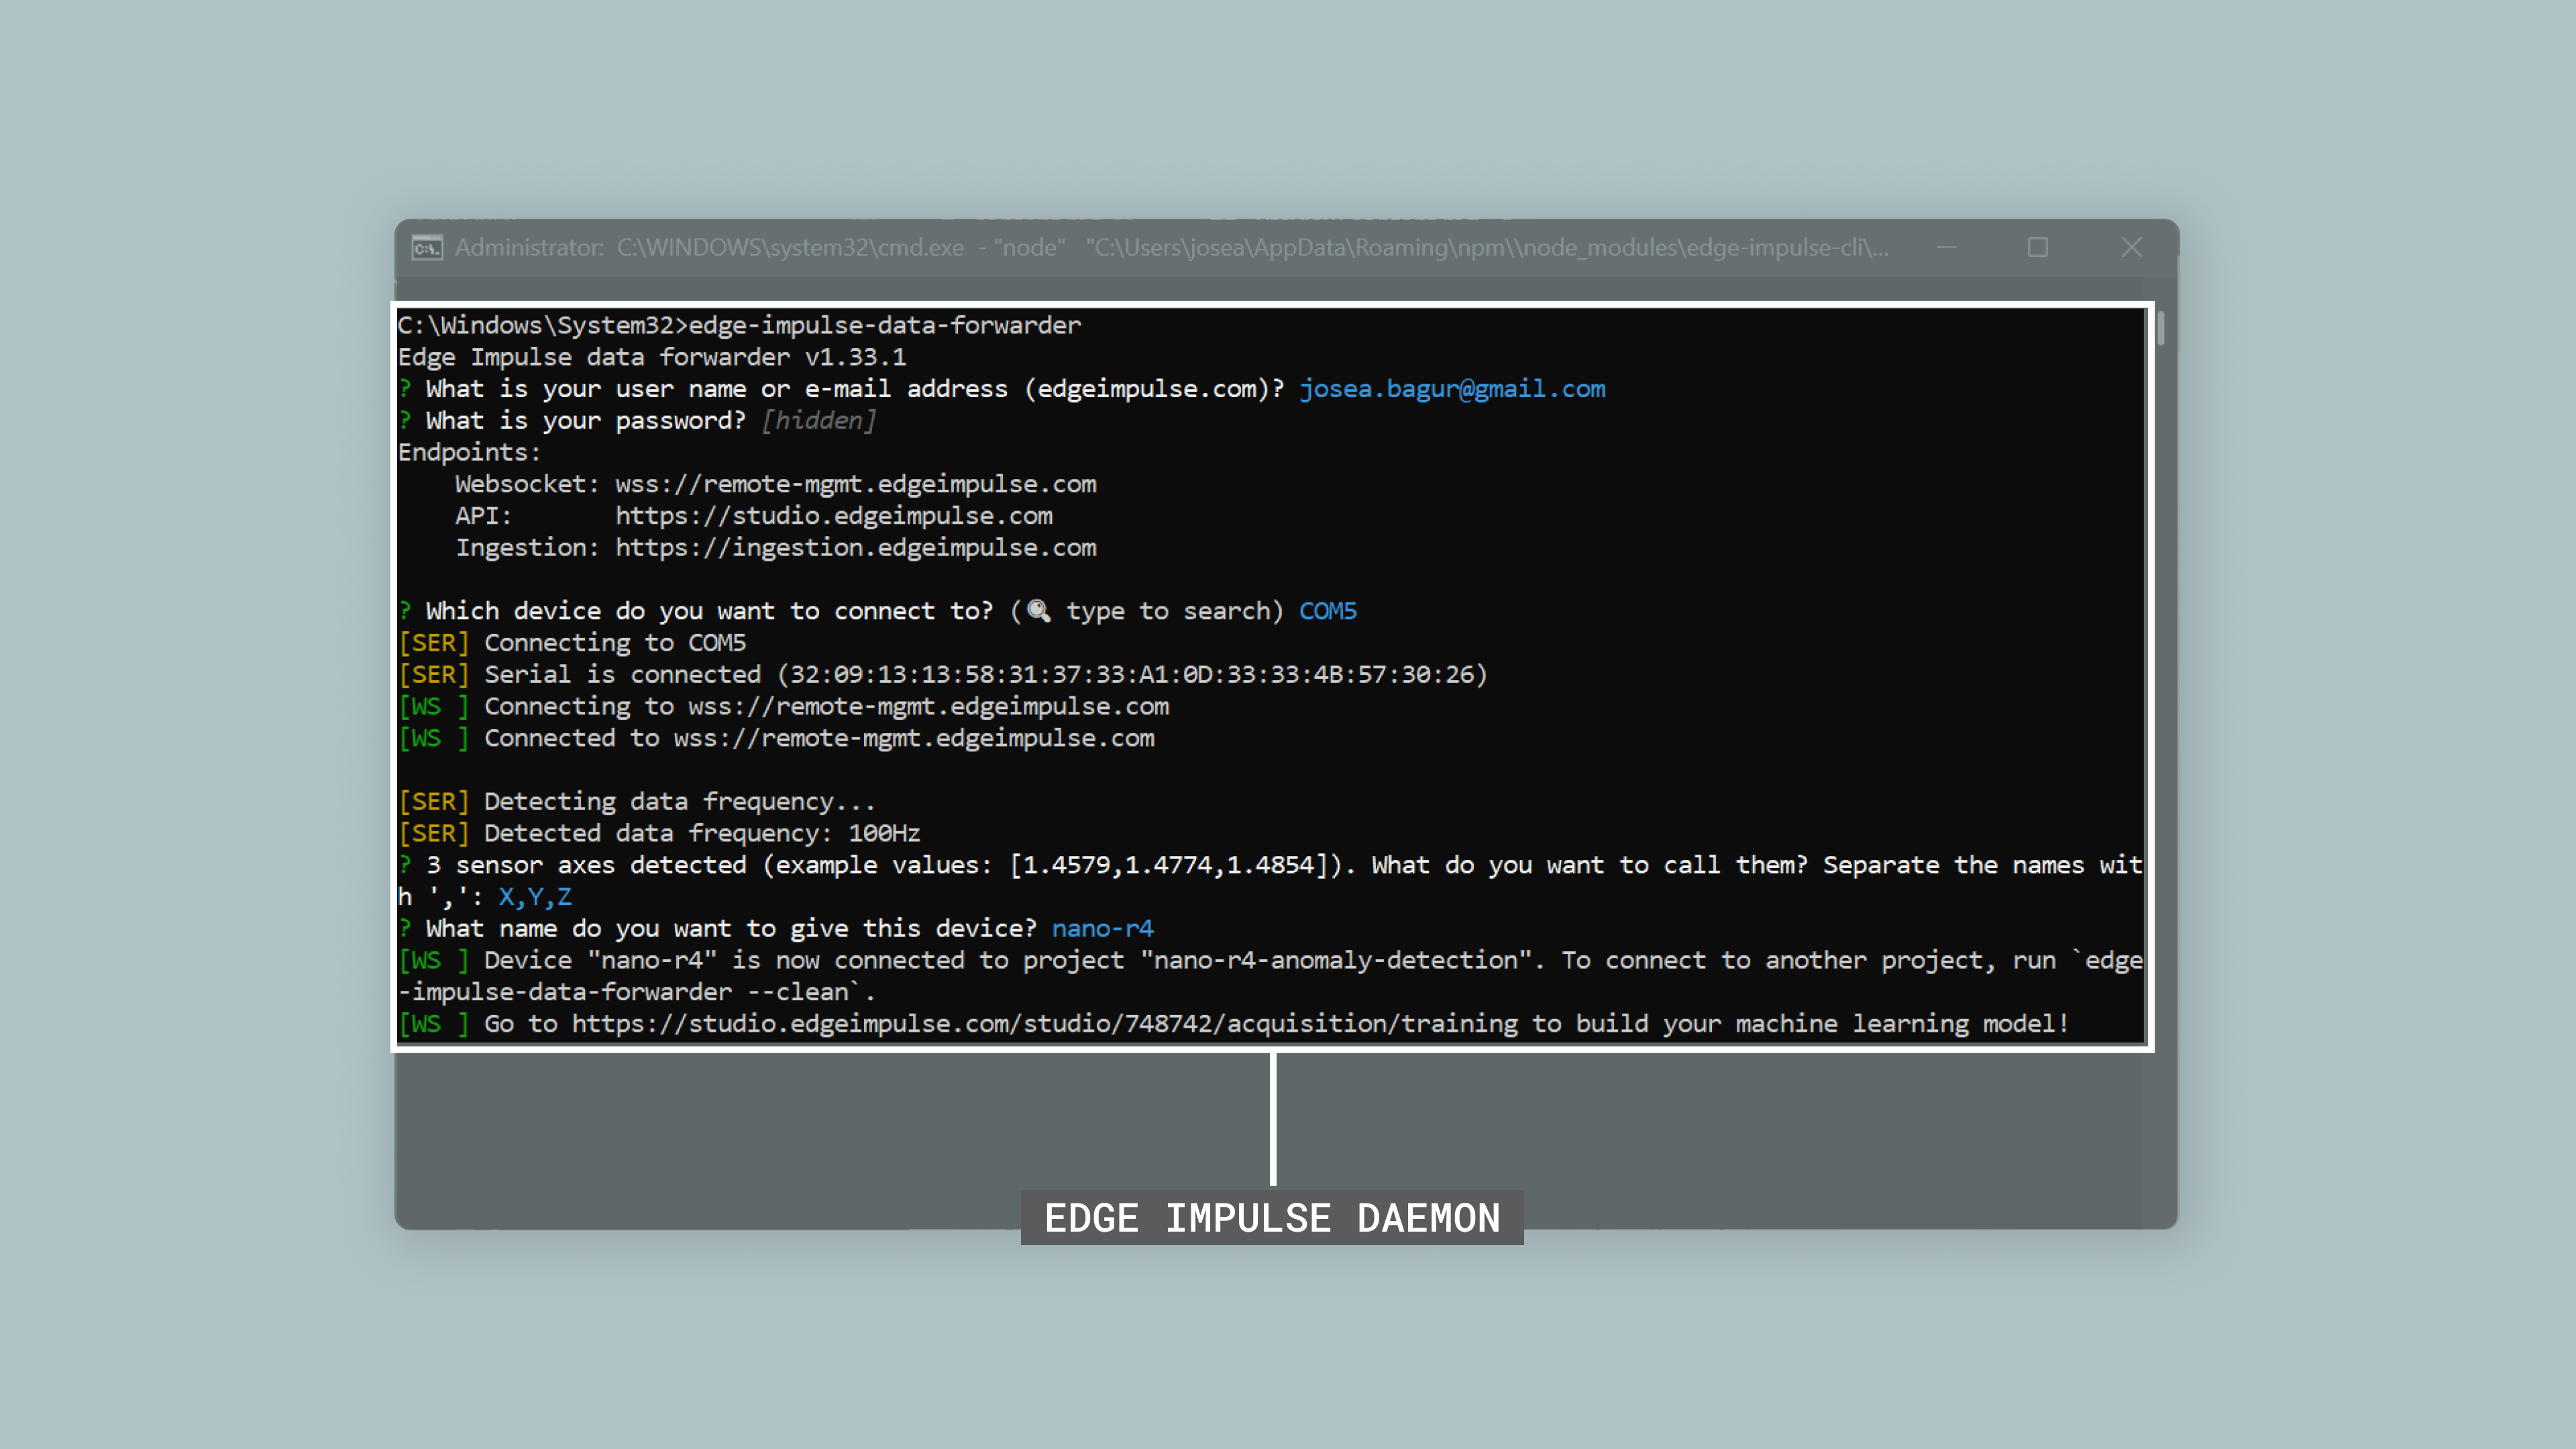 Administrator: C:\WINDOWS\system32\cmd.exe - "node" "C:\Users\josea\AppData\Roaming\npm\\node_modules\edge-impulse-cli\...
C:\Windows\System32>edge-impulse-data-forwarder
Edge Impulse data forwarder v1.33.1
? What is your user name or e-mail address (edgeimpulse.com)? josea.bagur@gmail.com
? What is your password? [hidden]
Endpoints:
    Websocket: wss://remote-mgmt.edgeimpulse.com
    API:       https://studio.edgeimpulse.com
    Ingestion: https://ingestion.edgeimpulse.com
? Which device do you want to connect to? (🔍 type to search) COM5
[SER] Connecting to COM5
[SER] Serial is connected (32:09:13:13:58:31:37:33:A1:0D:33:33:4B:57:30:26)
[WS ] Connecting to wss://remote-mgmt.edgeimpulse.com
[WS ] Connected to wss://remote-mgmt.edgeimpulse.com
[SER] Detecting data frequency...
[SER] Detected data frequency: 100Hz
? 3 sensor axes detected (example values: [1.4579,1.4774,1.4854]). What do you want to call them? Separate the names wit
h ',': X,Y,Z
? What name do you want to give this device? nano-r4
[WS ] Device "nano-r4" is now connected to project "nano-r4-anomaly-detection". To connect to another project, run `edge
-impulse-data-forwarder --clean`.
[WS ] Go to https://studio.edgeimpulse.com/studio/748742/acquisition/training to build your machine learning model!
EDGE IMPULSE DAEMON